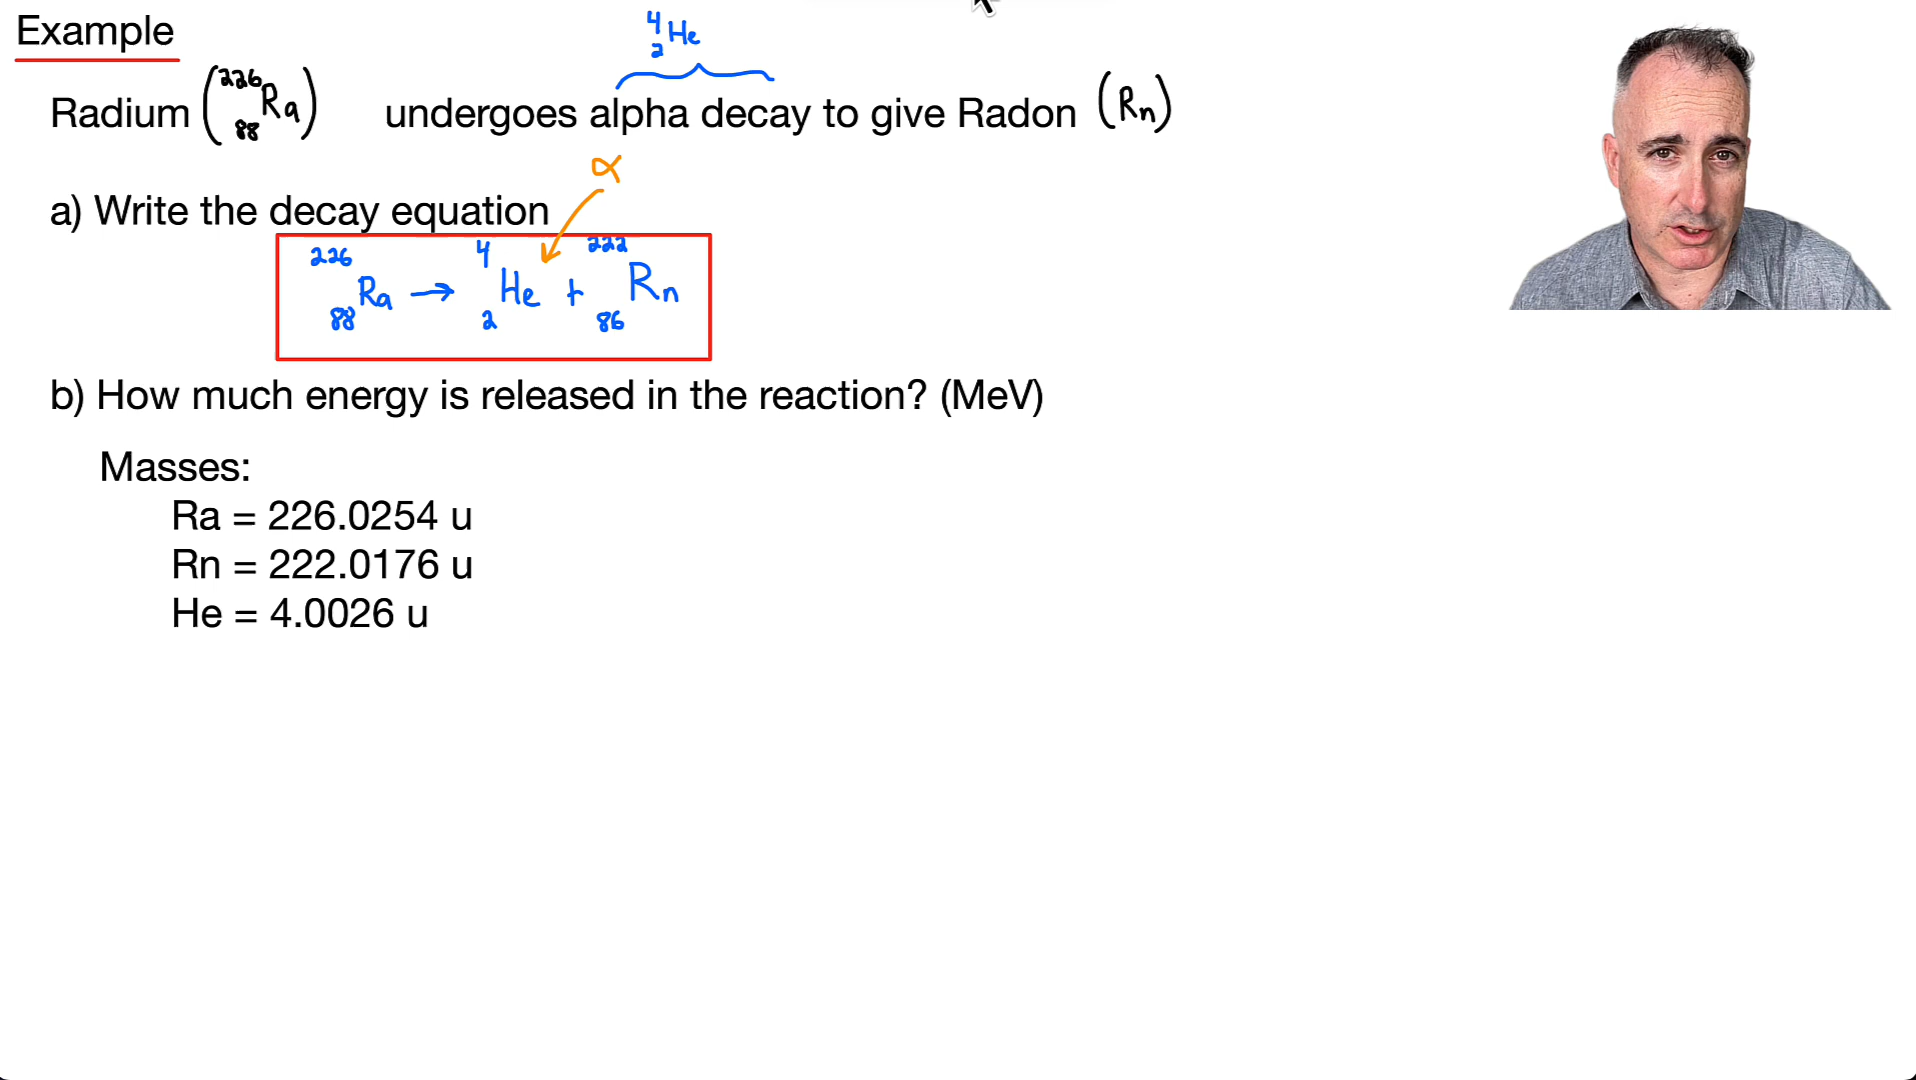 Example
⁴₂He
Radium (²²⁶₈₈Ra) undergoes alpha decay to give Radon (Rn)
α
a) Write the decay equation
²²⁶₈₈Ra → ⁴₂He + ²²²₈₆Rn
b) How much energy is released in the reaction? (MeV)
Masses:
Ra = 226.0254 u
Rn = 222.0176 u
He = 4.0026 u